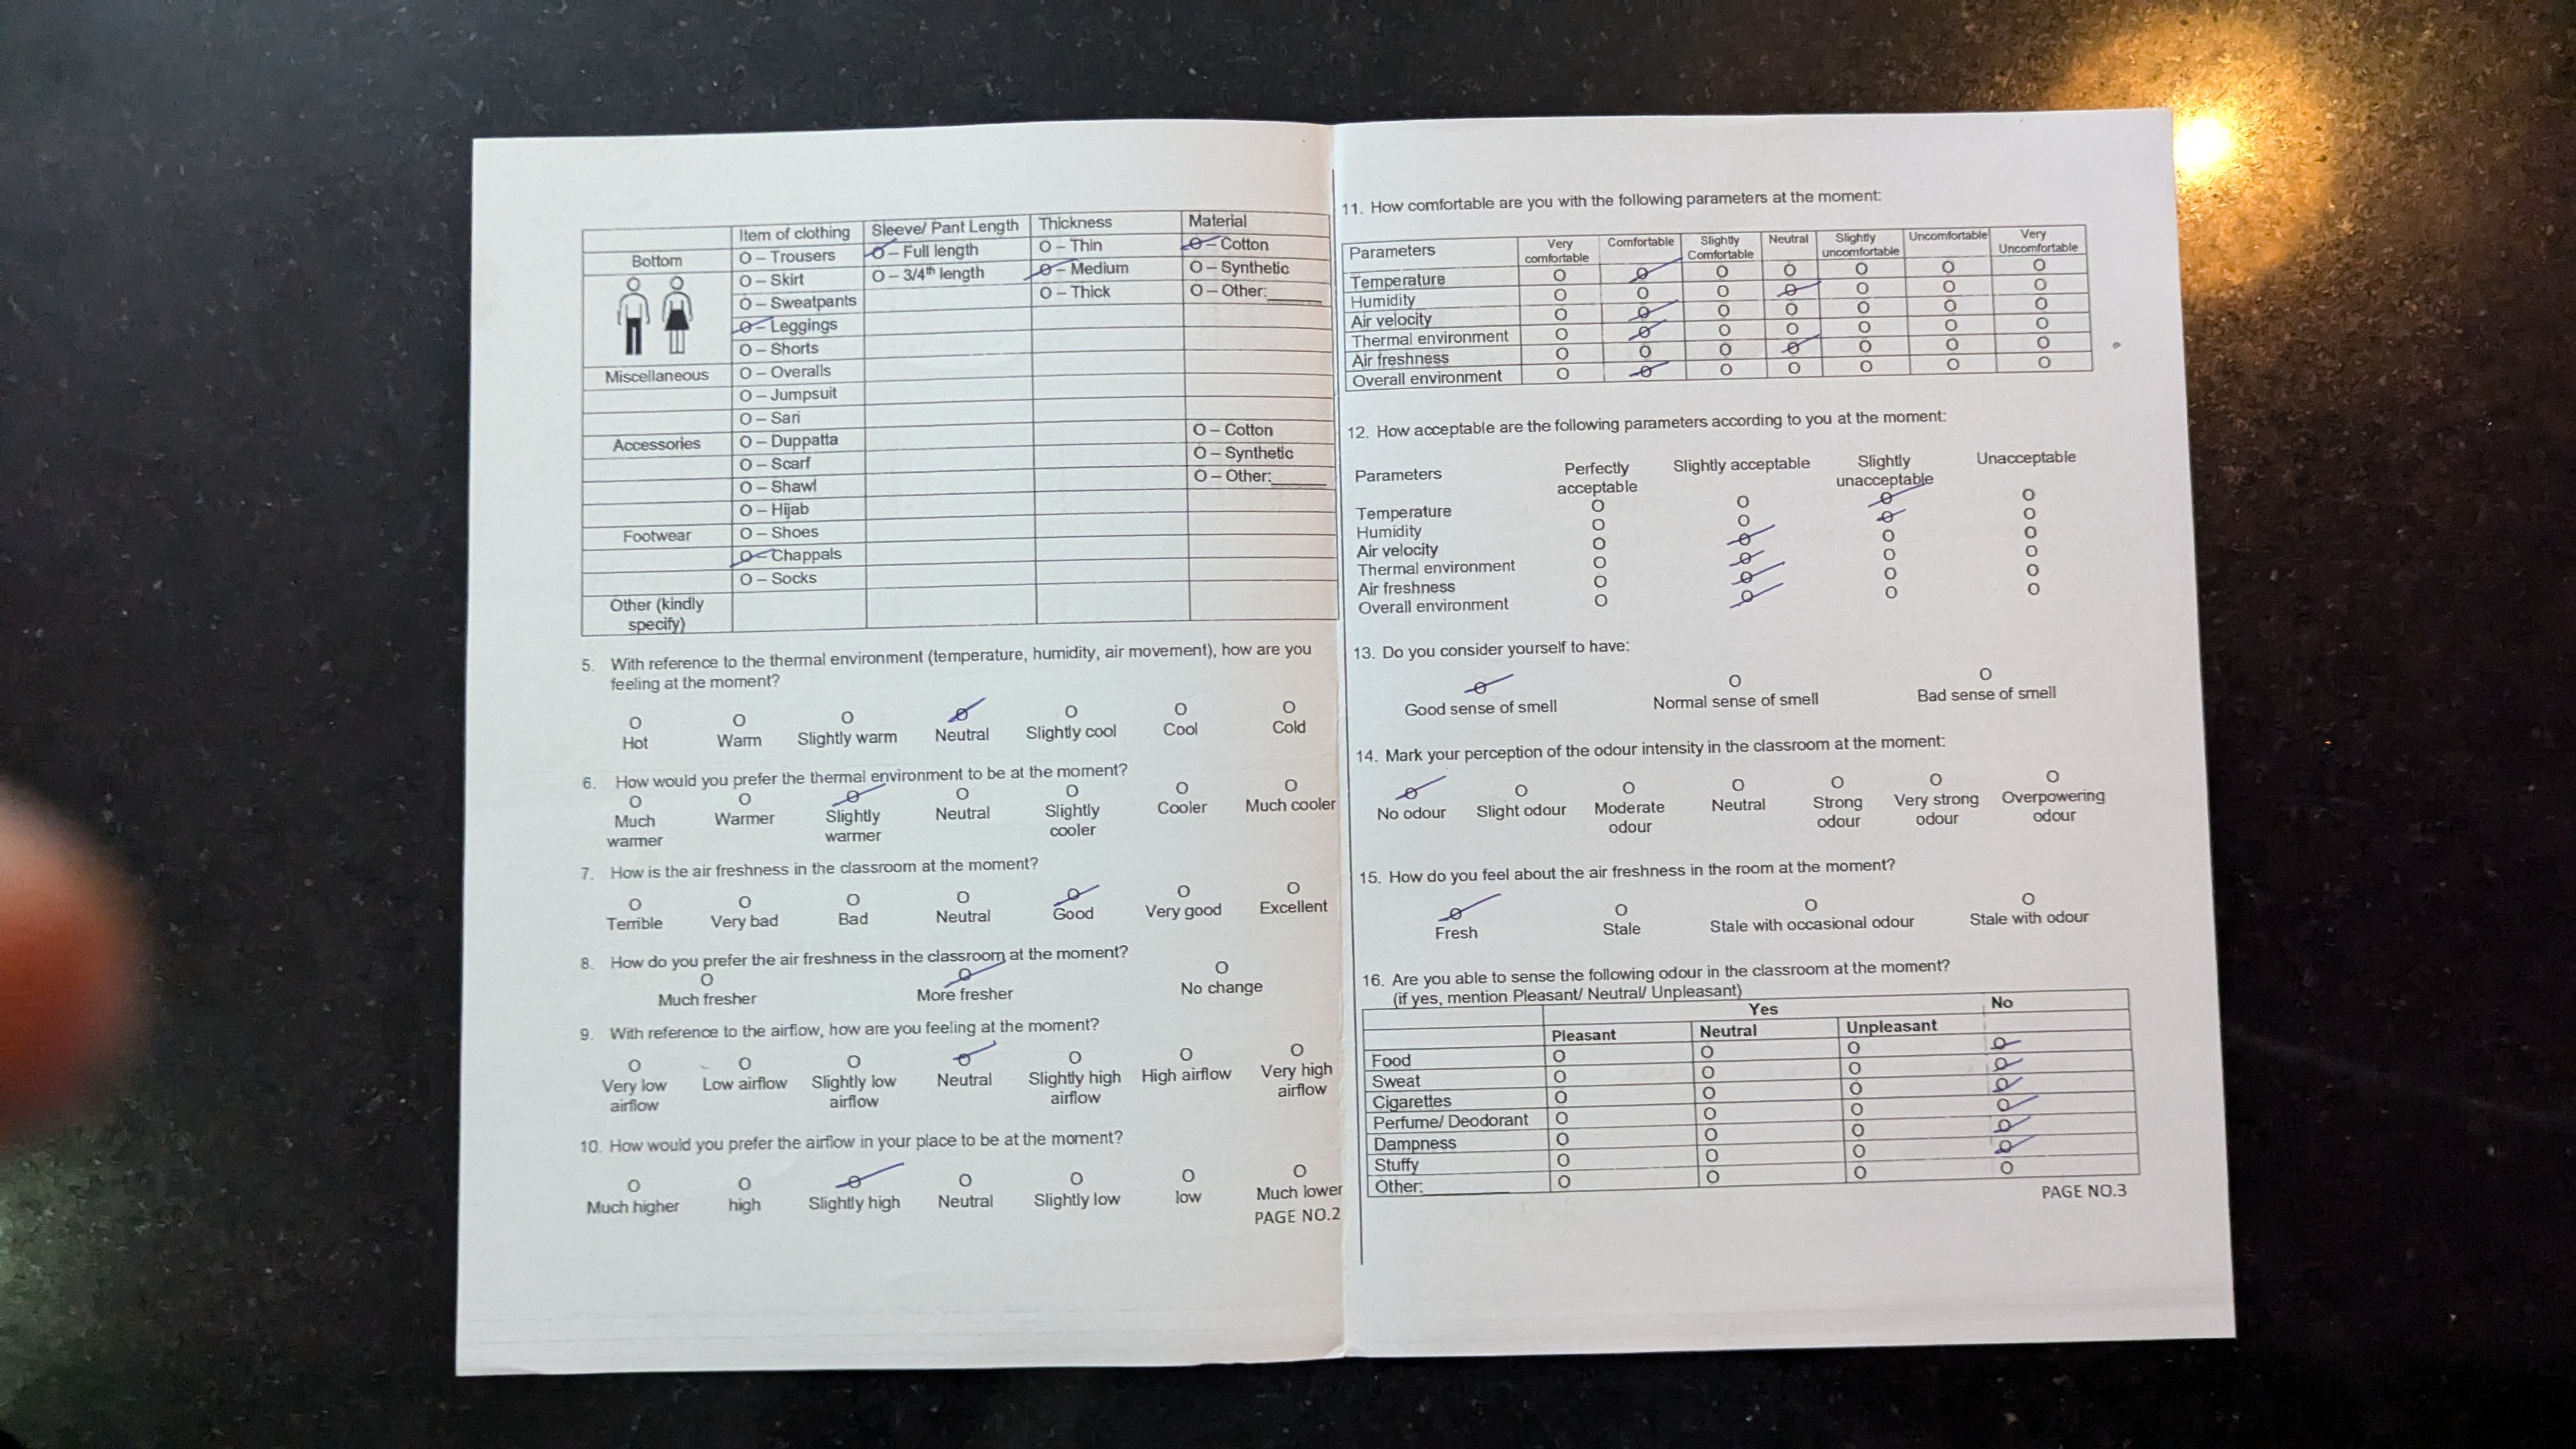 Item of clothing Sleeve/ Pant Length Thickness Material
Bottom O – Trousers O – Full length O – Thin O – Cotton
O – Skirt O – 3/4th length O – Medium O – Synthetic
O – Sweatpants O – Thick O – Other:______
O – Leggings
O – Shorts
Miscellaneous O – Overalls
O – Jumpsuit
O – Sari
Accessories O – Duppatta O – Cotton
O – Scarf O – Synthetic
O – Shawl O – Other:______
O – Hijab
Footwear O – Shoes
O – Chappals
O – Socks
Other (kindly
specify)
5. With reference to the thermal environment (temperature, humidity, air movement), how are you
feeling at the moment?
O O O O O O O
Hot Warm Slightly warm Neutral Slightly cool Cool Cold
6. How would you prefer the thermal environment to be at the moment?
O O O O O O O
Much Warmer Slightly Neutral Slightly Cooler Much cooler
warmer warmer cooler
7. How is the air freshness in the classroom at the moment?
O O O O O O O
Terrible Very bad Bad Neutral Good Very good Excellent
8. How do you prefer the air freshness in the classroom at the moment?
O O O
Much fresher More fresher No change
9. With reference to the airflow, how are you feeling at the moment?
O O O O O O O
Very low Low airflow Slightly low Neutral Slightly high High airflow Very high
airflow airflow airflow airflow
10. How would you prefer the airflow in your place to be at the moment?
O O O O O O O
Much higher high Slightly high Neutral Slightly low low Much lower
PAGE NO.2
11. How comfortable are you with the following parameters at the moment:
Parameters Very Comfortable Slightly Neutral Slightly Uncomfortable Very
comfortable Comfortable uncomfortable Uncomfortable
Temperature O O O O O O O
Humidity O O O O O O O
Air velocity O O O O O O O
Thermal environment O O O O O O O
Air freshness O O O O O O O
Overall environment O O O O O O O
12. How acceptable are the following parameters according to you at the moment:
Parameters Perfectly Slightly acceptable Slightly Unacceptable
acceptable unacceptable
Temperature O O O O
Humidity O O O O
Air velocity O O O O
Thermal environment O O O O
Air freshness O O O O
Overall environment O O O O
13. Do you consider yourself to have:
O O O
Good sense of smell Normal sense of smell Bad sense of smell
14. Mark your perception of the odour intensity in the classroom at the moment:
O O O O O O O
No odour Slight odour Moderate Neutral Strong Very strong Overpowering
odour odour odour odour
15. How do you feel about the air freshness in the room at the moment?
O O O O
Fresh Stale Stale with occasional odour Stale with odour
16. Are you able to sense the following odour in the classroom at the moment?
(if yes, mention Pleasant/ Neutral/ Unpleasant)
Yes No
Pleasant Neutral Unpleasant
Food O O O O
Sweat O O O O
Cigarettes O O O O
Perfume/ Deodorant O O O O
Dampness O O O O
Stuffy O O O O
Other:__________ O O O O
PAGE NO.3